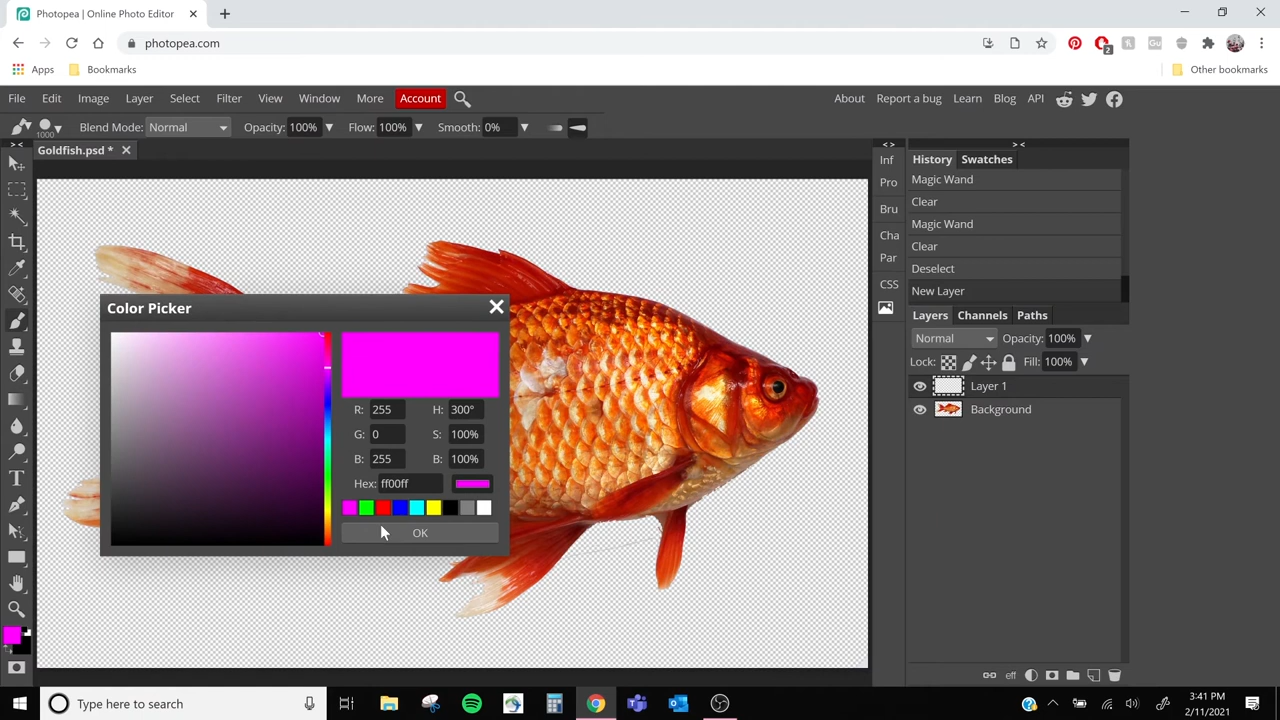 Photopea | Online Photo Editor
photopea.com
2
Gu
Apps
Bookmarks
Other bookmarks
File
Edit
Image
Layer
Select
Filter
View
Window
More
Account
About
Report a bug
Learn
Blog
API
1000
Blend Mode:
Normal
Opacity:
100%
Flow:
100%
Smooth:
0%
Goldfish.psd *
Color Picker
R:
255
H:
300°
G:
0
S:
100%
B:
255
B:
100%
Hex:
ff00ff
OK
Inf
Pro
Bru
Cha
Par
CSS
History
Swatches
Magic Wand
Clear
Magic Wand
Clear
Deselect
New Layer
Layers
Channels
Paths
Normal
Opacity:
100%
Lock:
Fill:
100%
Layer 1
Background
eff
Type here to search
3:41 PM
2/11/2021